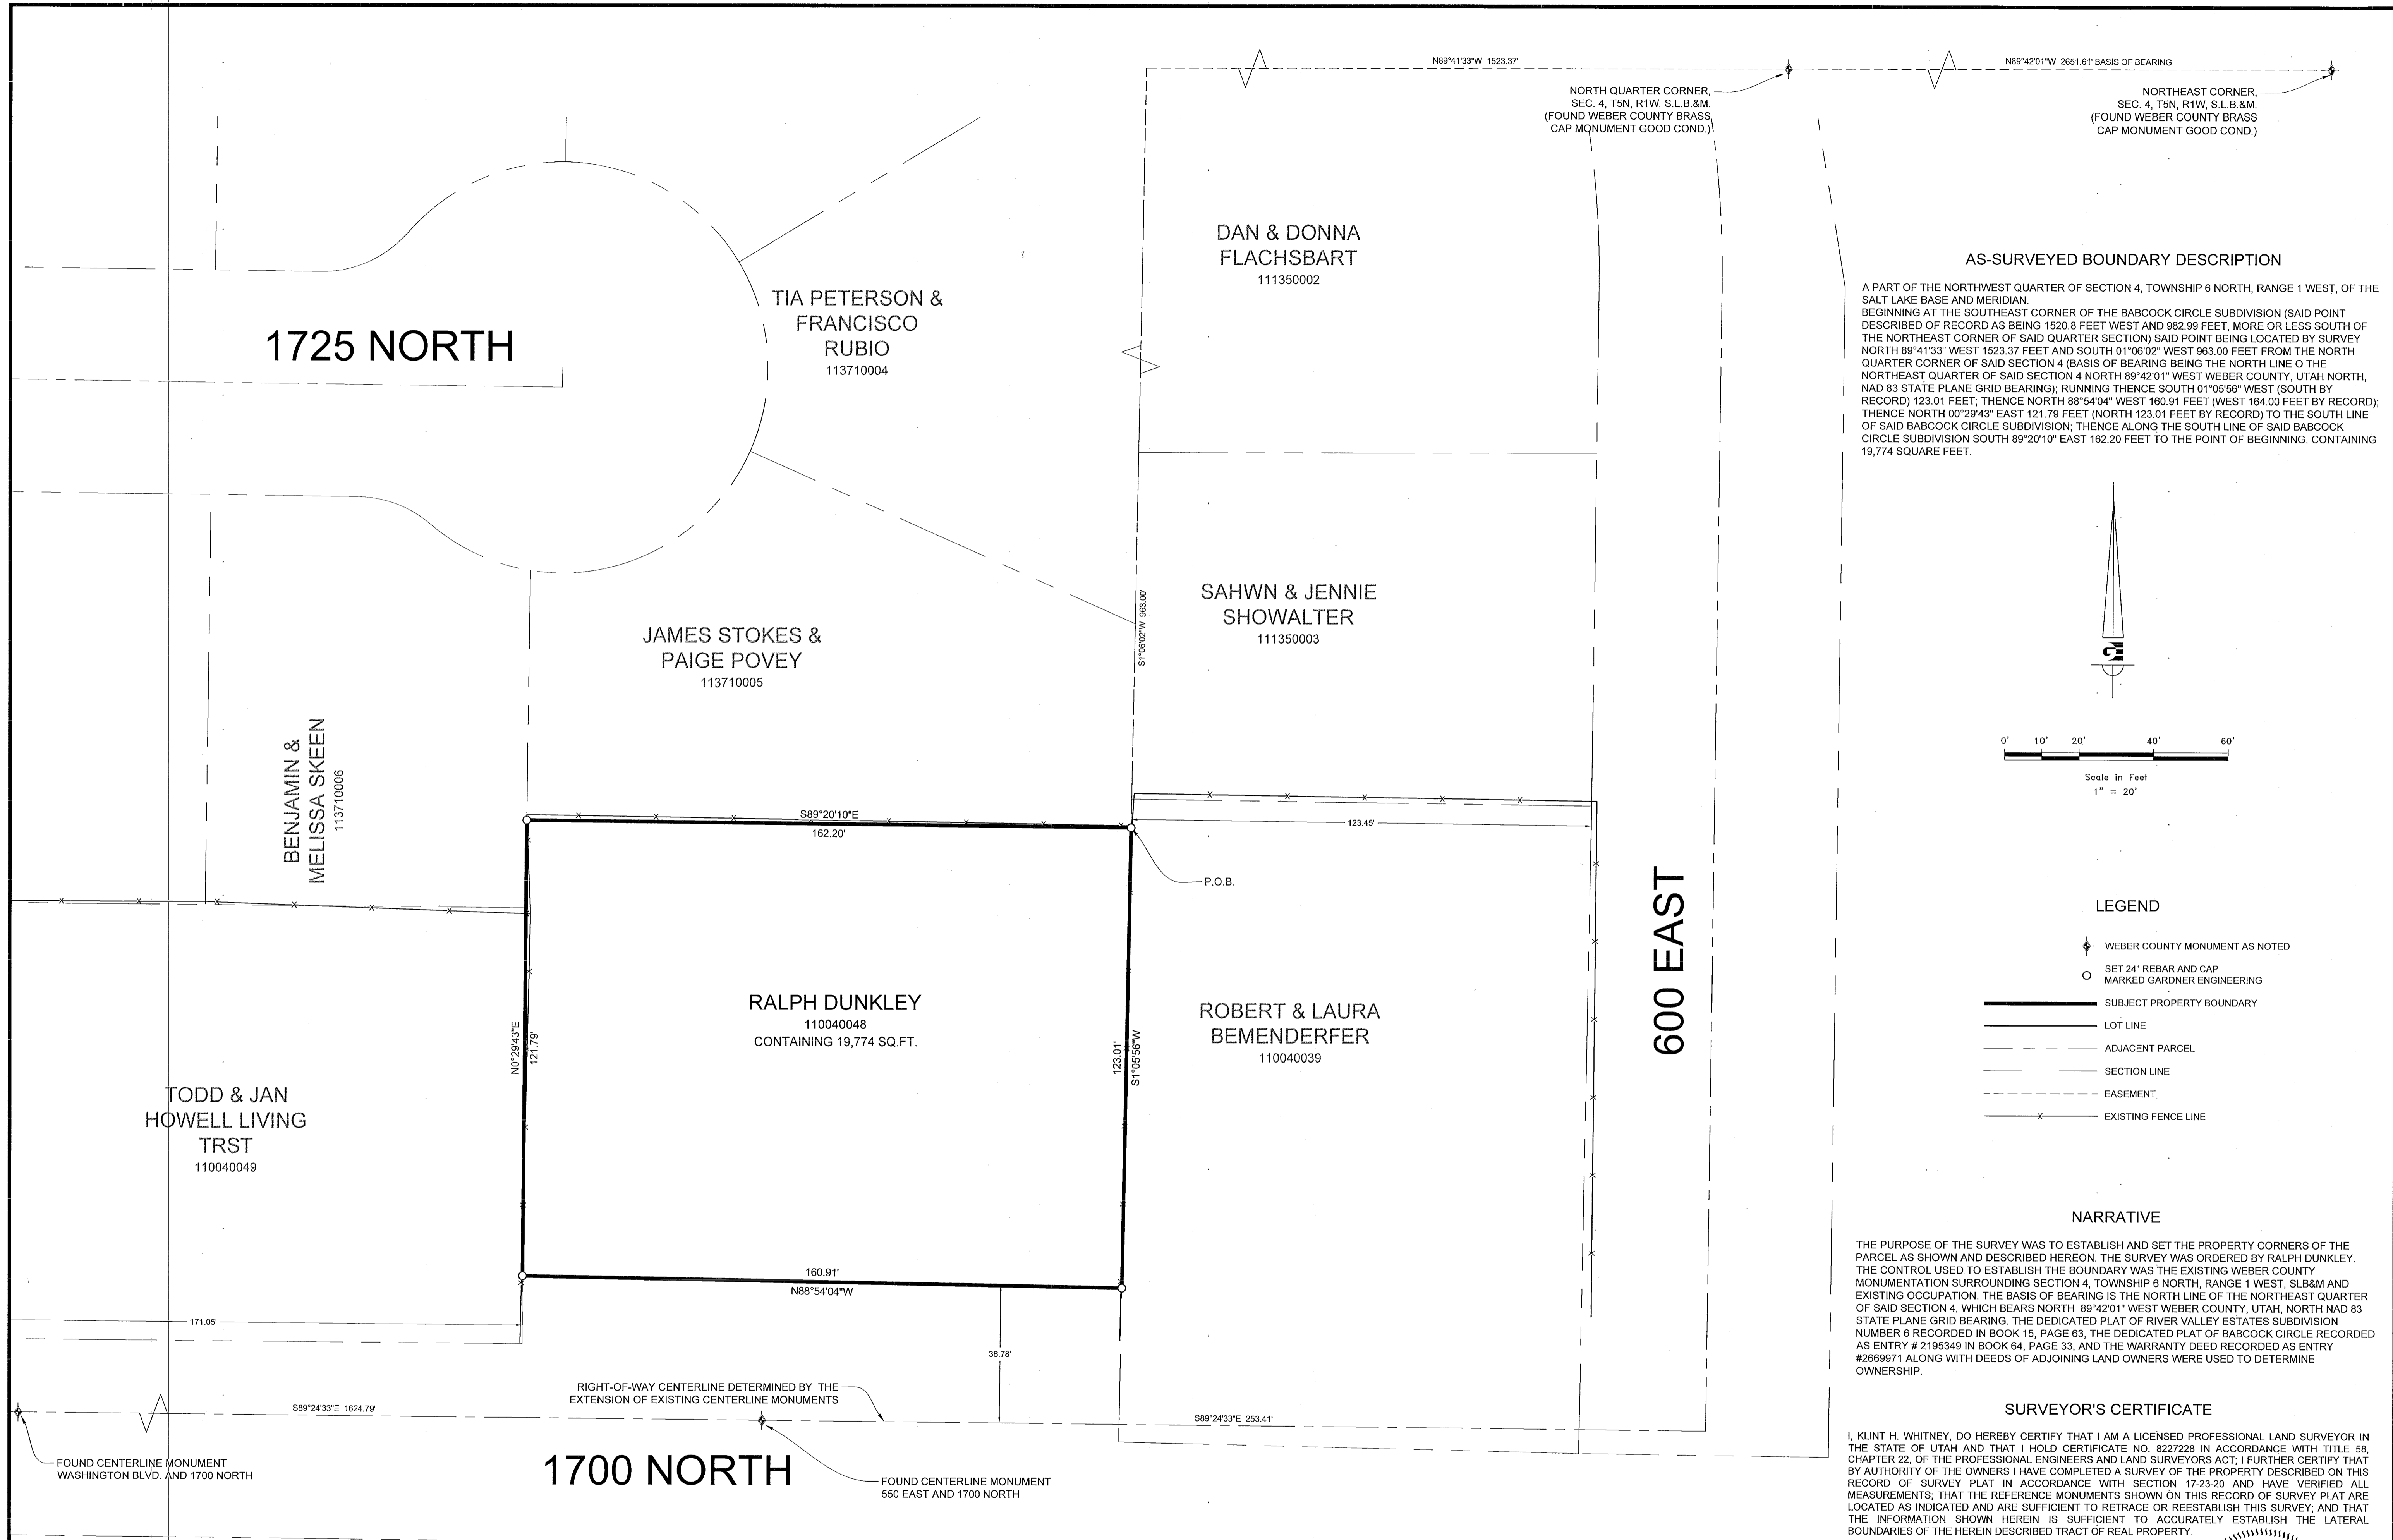 N89°41'33"W 1523.37'
N89°42'01"W 2651.61' BASIS OF BEARING
NORTH QUARTER CORNER,
SEC. 4, T5N, R1W, S.L.B.&M.
(FOUND WEBER COUNTY BRASS
CAP MONUMENT GOOD COND.)
NORTHEAST CORNER,
SEC. 4, T5N, R1W, S.L.B.&M.
(FOUND WEBER COUNTY BRASS
CAP MONUMENT GOOD COND.)
1725 NORTH
TIA PETERSON &
FRANCISCO
RUBIO
113710004
DAN & DONNA
FLACHSBART
111350002
JAMES STOKES &
PAIGE POVEY
113710005
S1°06'02"W 963.00'
SAHWN & JENNIE
SHOWALTER
111350003
BENJAMIN &
MELISSA SKEEN
113710006
S89°20'10"E
162.20'
123.45'
P.O.B.
600 EAST
N0°29'43"E
121.79'
RALPH DUNKLEY
110040048
CONTAINING 19,774 SQ.FT.
123.01'
S1°05'56"W
ROBERT & LAURA
BEMENDERFER
110040039
TODD & JAN
HOWELL LIVING
TRST
110040049
160.91'
N88°54'04"W
171.05'
36.78'
RIGHT-OF-WAY CENTERLINE DETERMINED BY THE
EXTENSION OF EXISTING CENTERLINE MONUMENTS
S89°24'33"E 1624.79'
S89°24'33"E 253.41'
FOUND CENTERLINE MONUMENT
WASHINGTON BLVD. AND 1700 NORTH
1700 NORTH
FOUND CENTERLINE MONUMENT
550 EAST AND 1700 NORTH
AS-SURVEYED BOUNDARY DESCRIPTION
A PART OF THE NORTHWEST QUARTER OF SECTION 4, TOWNSHIP 6 NORTH, RANGE 1 WEST, OF THE
SALT LAKE BASE AND MERIDIAN.
BEGINNING AT THE SOUTHEAST CORNER OF THE BABCOCK CIRCLE SUBDIVISION (SAID POINT
DESCRIBED OF RECORD AS BEING 1520.8 FEET WEST AND 982.99 FEET, MORE OR LESS SOUTH OF
THE NORTHEAST CORNER OF SAID QUARTER SECTION) SAID POINT BEING LOCATED BY SURVEY
NORTH 89°41'33" WEST 1523.37 FEET AND SOUTH 01°06'02" WEST 963.00 FEET FROM THE NORTH
QUARTER CORNER OF SAID SECTION 4 (BASIS OF BEARING BEING THE NORTH LINE O THE
NORTHEAST QUARTER OF SAID SECTION 4 NORTH 89°42'01" WEST WEBER COUNTY, UTAH NORTH,
NAD 83 STATE PLANE GRID BEARING); RUNNING THENCE SOUTH 01°05'56" WEST (SOUTH BY
RECORD) 123.01 FEET; THENCE NORTH 88°54'04" WEST 160.91 FEET (WEST 164.00 FEET BY RECORD);
THENCE NORTH 00°29'43" EAST 121.79 FEET (NORTH 123.01 FEET BY RECORD) TO THE SOUTH LINE
OF SAID BABCOCK CIRCLE SUBDIVISION; THENCE ALONG THE SOUTH LINE OF SAID BABCOCK
CIRCLE SUBDIVISION SOUTH 89°20'10" EAST 162.20 FEET TO THE POINT OF BEGINNING. CONTAINING
19,774 SQUARE FEET.
0' 10' 20' 40' 60'
Scale in Feet
1" = 20'
LEGEND
WEBER COUNTY MONUMENT AS NOTED
SET 24" REBAR AND CAP
MARKED GARDNER ENGINEERING
SUBJECT PROPERTY BOUNDARY
LOT LINE
ADJACENT PARCEL
SECTION LINE
EASEMENT
EXISTING FENCE LINE
NARRATIVE
THE PURPOSE OF THE SURVEY WAS TO ESTABLISH AND SET THE PROPERTY CORNERS OF THE
PARCEL AS SHOWN AND DESCRIBED HEREON. THE SURVEY WAS ORDERED BY RALPH DUNKLEY.
THE CONTROL USED TO ESTABLISH THE BOUNDARY WAS THE EXISTING WEBER COUNTY
MONUMENTATION SURROUNDING SECTION 4, TOWNSHIP 6 NORTH, RANGE 1 WEST, SLB&M AND
EXISTING OCCUPATION. THE BASIS OF BEARING IS THE NORTH LINE OF THE NORTHEAST QUARTER
OF SAID SECTION 4, WHICH BEARS NORTH 89°42'01" WEST WEBER COUNTY, UTAH, NORTH NAD 83
STATE PLANE GRID BEARING. THE DEDICATED PLAT OF RIVER VALLEY ESTATES SUBDIVISION
NUMBER 6 RECORDED IN BOOK 15, PAGE 63, THE DEDICATED PLAT OF BABCOCK CIRCLE RECORDED
AS ENTRY # 2195349 IN BOOK 64, PAGE 33, AND THE WARRANTY DEED RECORDED AS ENTRY
#2669971 ALONG WITH DEEDS OF ADJOINING LAND OWNERS WERE USED TO DETERMINE
OWNERSHIP.
SURVEYOR'S CERTIFICATE
I, KLINT H. WHITNEY, DO HEREBY CERTIFY THAT I AM A LICENSED PROFESSIONAL LAND SURVEYOR IN
THE STATE OF UTAH AND THAT I HOLD CERTIFICATE NO. 8227228 IN ACCORDANCE WITH TITLE 58,
CHAPTER 22, OF THE PROFESSIONAL ENGINEERS AND LAND SURVEYORS ACT; I FURTHER CERTIFY THAT
BY AUTHORITY OF THE OWNERS I HAVE COMPLETED A SURVEY OF THE PROPERTY DESCRIBED ON THIS
RECORD OF SURVEY PLAT IN ACCORDANCE WITH SECTION 17-23-20 AND HAVE VERIFIED ALL
MEASUREMENTS; THAT THE REFERENCE MONUMENTS SHOWN ON THIS RECORD OF SURVEY PLAT ARE
LOCATED AS INDICATED AND ARE SUFFICIENT TO RETRACE OR REESTABLISH THIS SURVEY; AND THAT
THE INFORMATION SHOWN HEREIN IS SUFFICIENT TO ACCURATELY ESTABLISH THE LATERAL
BOUNDARIES OF THE HEREIN DESCRIBED TRACT OF REAL PROPERTY.